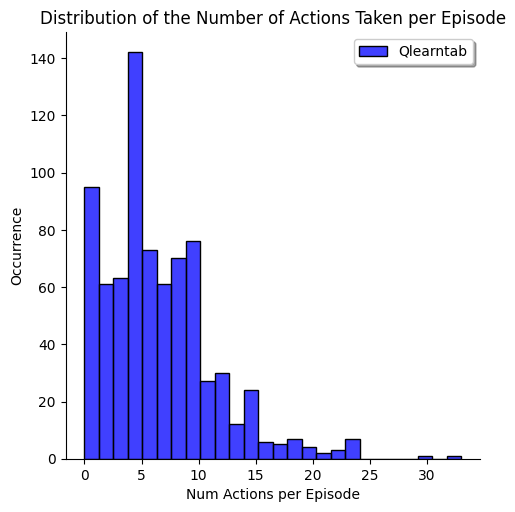 Distribution of the Number of Actions Taken per Episode
Qlearntab
Occurrence
140
120
100
80
60
40
20
0
0 5 10 15 20 25 30
Num Actions per Episode